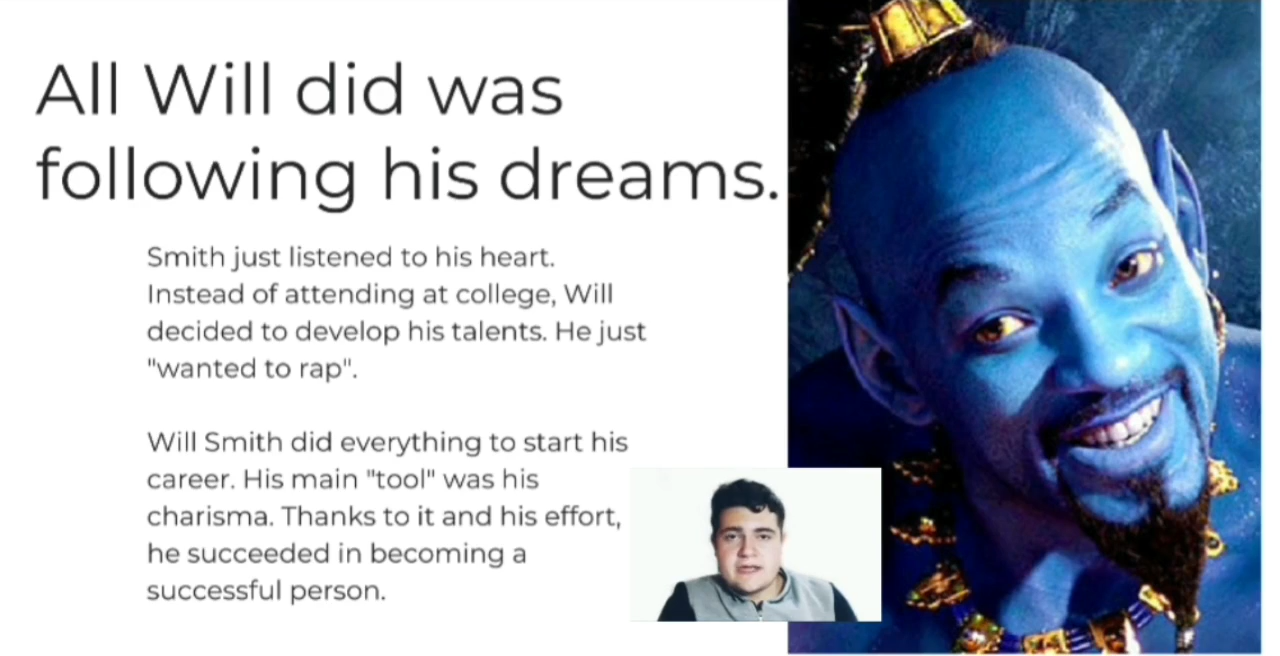 All Will did was
following his dreams.
Smith just listened to his heart.
Instead of attending at college, Will
decided to develop his talents. He just
"wanted to rap".
Will Smith did everything to start his
career. His main "tool" was his
charisma. Thanks to it and his effort,
he succeeded in becoming a
successful person.